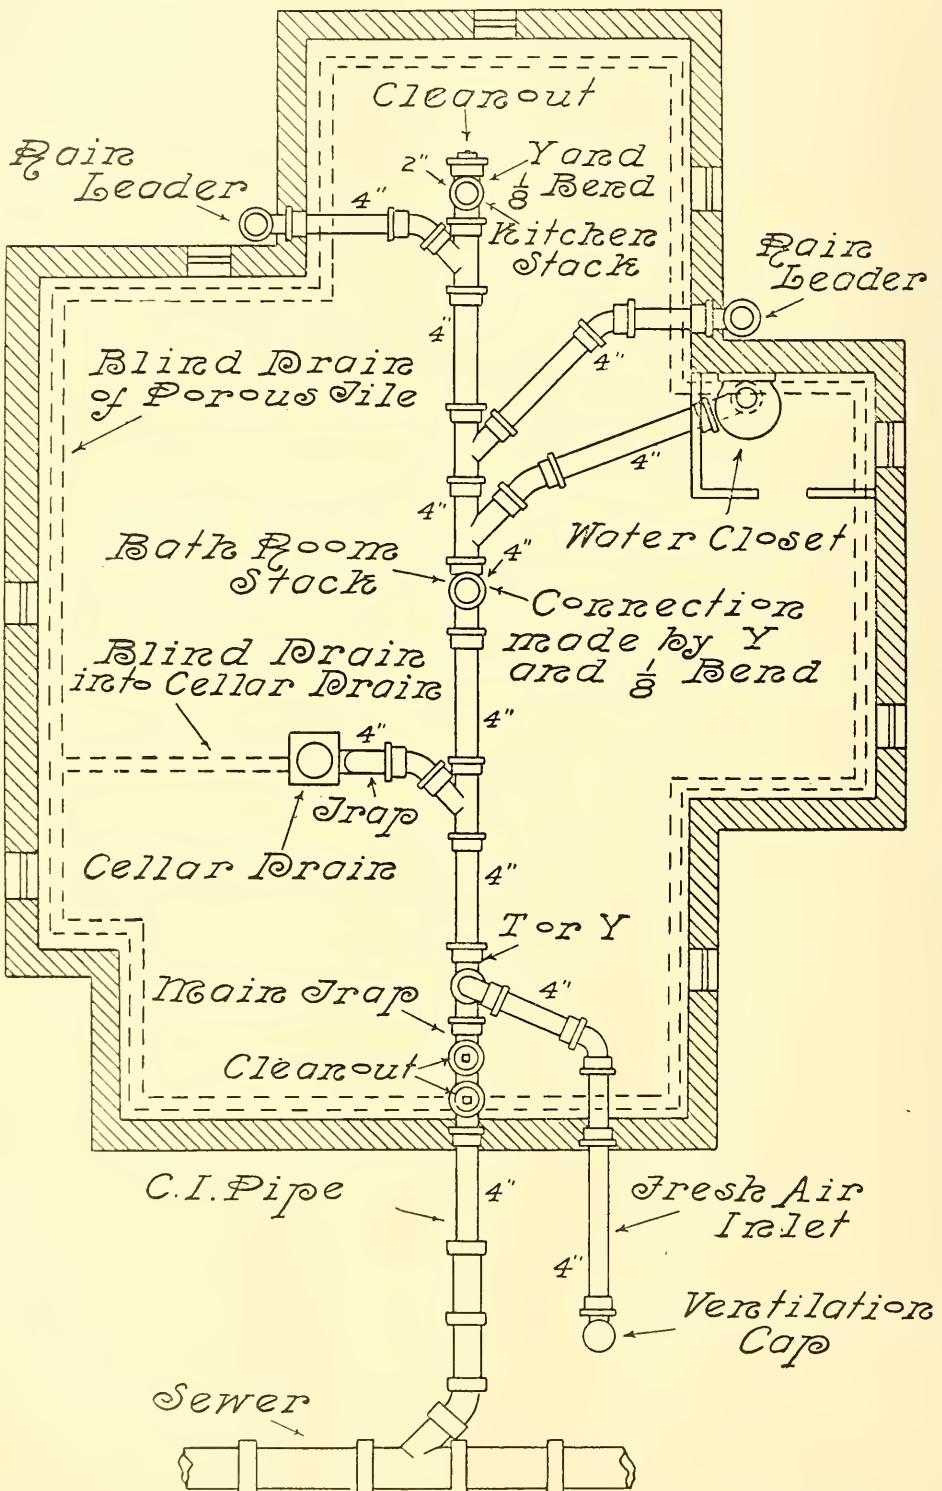 Cleanout
Rain
Leader
4"
2"
Y and
1/8 Bend
Kitchen
Stack
Rain
Leader
4"
4"
Blind Drain
of Porous Tile
4"
4"
Water Closet
Bath Room
Stack
4"
Connection
made by Y
and 1/8 Bend
Blind Drain
into Cellar Drain
4"
4"
Trap
Cellar Drain
4"
T or Y
Main Trap
4"
Cleanout
C.I. Pipe
4"
Fresh Air
Inlet
4"
Ventilation
Cap
Sewer